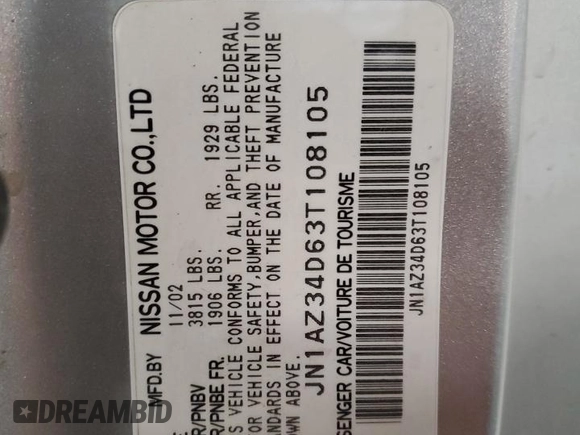 MFD.BY NISSAN MOTOR CO.,LTD
11/02
R/PNBV 3815 LBS.
R/PNBE FR. 1906 LBS. RR. 1929 LBS.
S VEHICLE CONFORMS TO ALL APPLICABLE FEDERAL
OR VEHICLE SAFETY,BUMPER,AND THEFT PREVENTION
ANDARDS IN EFFECT ON THE DATE OF MANUFACTURE
OWN ABOVE.
JN1AZ34D63T108105
SENGER CAR/VOITURE DE TOURISME
JN1AZ34D63T108105
DREAMBID